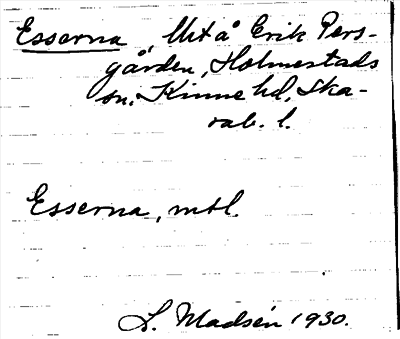 Esserna, Utå Erik Pers-
gården, Holmestads
sn, Kinne hd, Ska-
rab. l.
Esserna, mtl.
L. Madsén 1930.